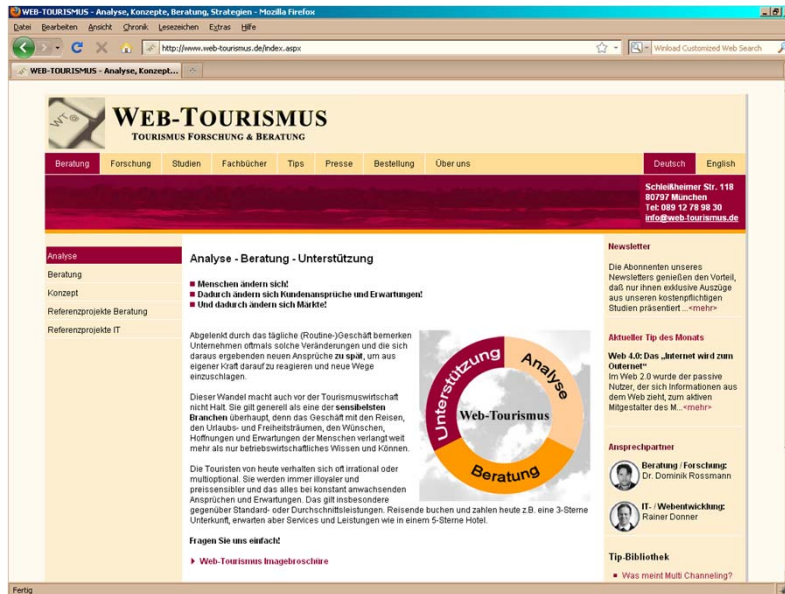 WEB-TOURISMUS - Analyse, Konzepte, Beratung, Strategien - Mozilla Firefox
Datei Bearbeiten Ansicht Chronik Lesezeichen Extras Hilfe
http://www.web-tourismus.de/index.aspx
Winload Customized Web Search
WEB-TOURISMUS - Analyse, Konzept...
WT@
WEB-TOURISMUS
TOURISMUS FORSCHUNG & BERATUNG
Beratung Forschung Studien Fachbücher Tips Presse Bestellung Über uns Deutsch English
Schleißheimer Str. 118
80797 München
Tel: 089 12 78 98 30
info@web-tourismus.de
Analyse
Beratung
Konzept
Referenzprojekte Beratung
Referenzprojekte IT
Analyse - Beratung - Unterstützung
Menschen ändern sich!
Dadurch ändern sich Kundenansprüche und Erwartungen!
Und dadurch ändern sich Märkte!
Abgelenkt durch das tägliche (Routine-)Geschäft bemerken
Unternehmen oftmals solche Veränderungen und die sich
daraus ergebenden neuen Ansprüche zu spät, um aus
eigener Kraft darauf zu reagieren und neue Wege
einzuschlagen.
Dieser Wandel macht auch vor der Tourismuswirtschaft
nicht Halt. Sie gilt generell als eine der sensibelsten
Branchen überhaupt, denn das Geschäft mit den Reisen,
den Urlaubs- und Freiheitsträumen, den Wünschen,
Hoffnungen und Erwartungen der Menschen verlangt weit
mehr als nur betriebswirtschaftliches Wissen und Können.
Die Touristen von heute verhalten sich oft irrational oder
multioptional. Sie werden immer illoyaler und
preissensibler und das alles bei konstant anwachsenden
Ansprüchen und Erwartungen. Das gilt insbesondere
gegenüber Standard- oder Durchschnittsleistungen. Reisende buchen und zahlen heute z.B. eine 3-Sterne
Unterkunft, erwarten aber Services und Leistungen wie in einem 5-Sterne Hotel.
Fragen Sie uns einfach!
Web-Tourismus Imagebroschüre
Unterstützung
Analyse
Web-Tourismus
Beratung
Newsletter
Die Abonnenten unseres
Newsletters genießen den Vorteil,
daß nur ihnen exklusive Auszüge
aus unseren kostenpflichtigen
Studien präsentiert ...<mehr>
Aktueller Tip des Monats
Web 4.0: Das „Internet wird zum
Outernet"
Im Web 2.0 wurde der passive
Nutzer, der sich Informationen aus
dem Web zieht, zum aktiven
Mitgestalter des M...<mehr>
Ansprechpartner
Beratung / Forschung:
Dr. Dominik Rossmann
IT- / Webentwicklung:
Rainer Donner
Tip-Bibliothek
Was meint Multi Channeling?
Fertig